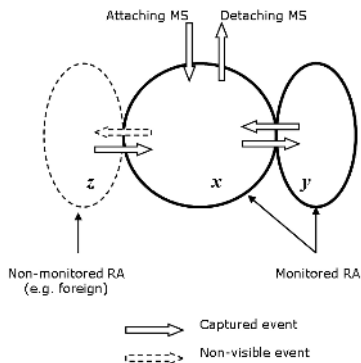 Attaching MS
Detaching MS
z
x
y
Non-monitored RA
(e.g. foreign)
Monitored RA
Captured event
Non-visible event